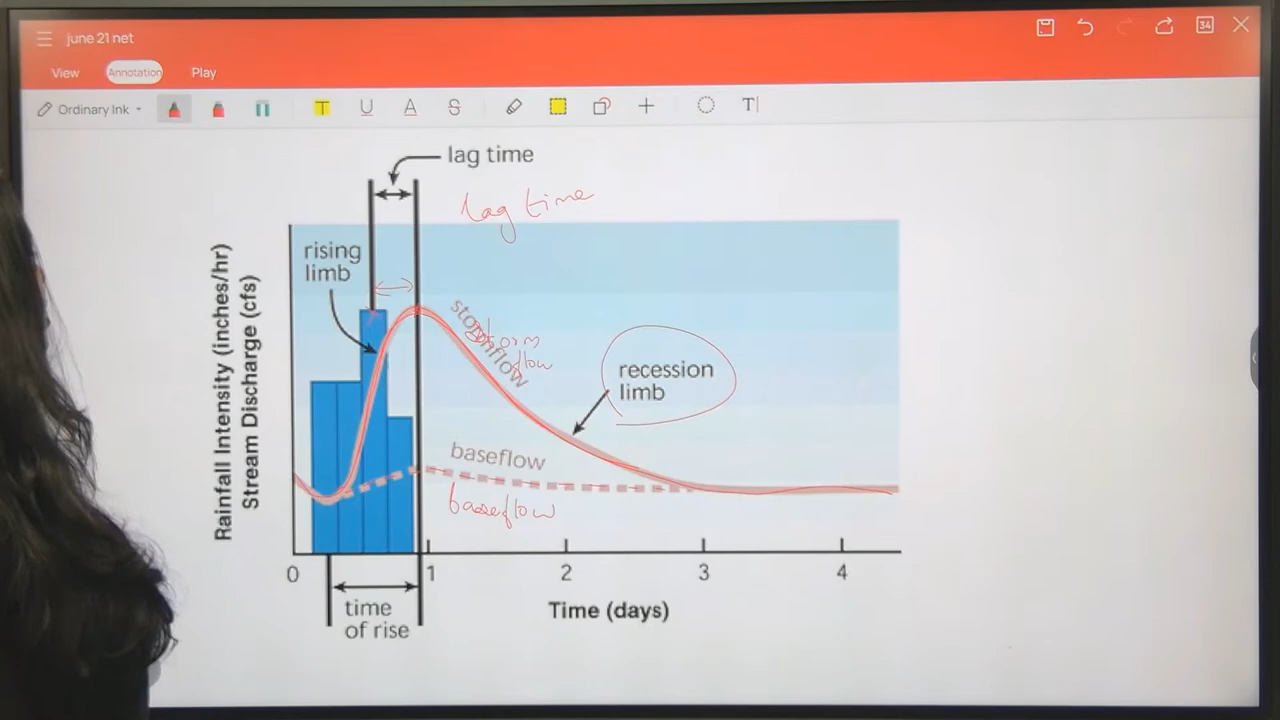 june 21 net
34
View
Annotation
Play
Ordinary Ink
T U A S T
lag time
lag time
rising
limb
stormflow
storm
flow
recession
limb
baseflow
baseflow
Rainfall Intensity (inches/hr)
Stream Discharge (cfs)
0 1 2 3 4
time
of rise
Time (days)